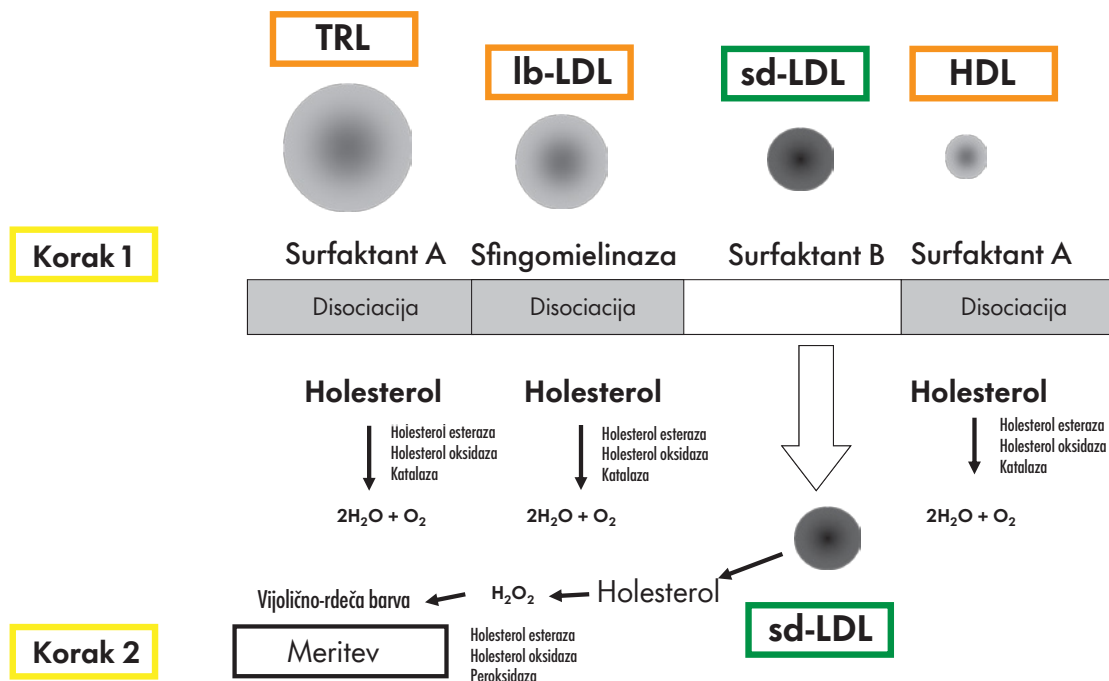 TRL
lb-LDL
sd-LDL
HDL
Korak 1
Surfaktant A
Sfingomielinaza
Surfaktant B
Surfaktant A
Disociacija
Disociacija
Disociacija
Holesterol
Holesterol esteraza
Holesterol oksidaza
Katalaza
2H₂O + O₂
Holesterol
Holesterol esteraza
Holesterol oksidaza
Katalaza
2H₂O + O₂
Holesterol
Holesterol esteraza
Holesterol oksidaza
Katalaza
2H₂O + O₂
Vijolično-rdeča barva
H₂O₂
Holesterol
sd-LDL
Korak 2
Meritev
Holesterol esteraza
Holesterol oksidaza
Peroksidaza